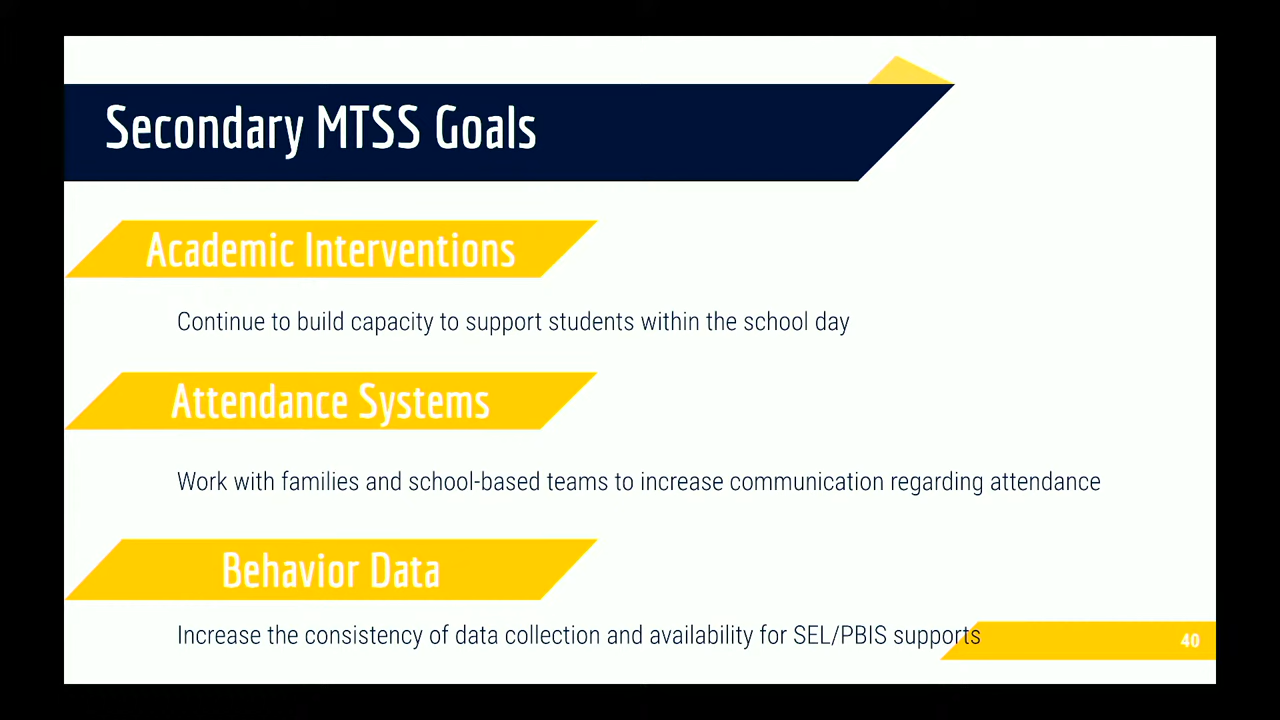 Secondary MTSS Goals
Academic Interventions
Continue to build capacity to support students within the school day
Attendance Systems
Work with families and school-based teams to increase communication regarding attendance
Behavior Data
Increase the consistency of data collection and availability for SEL/PBIS supports
40